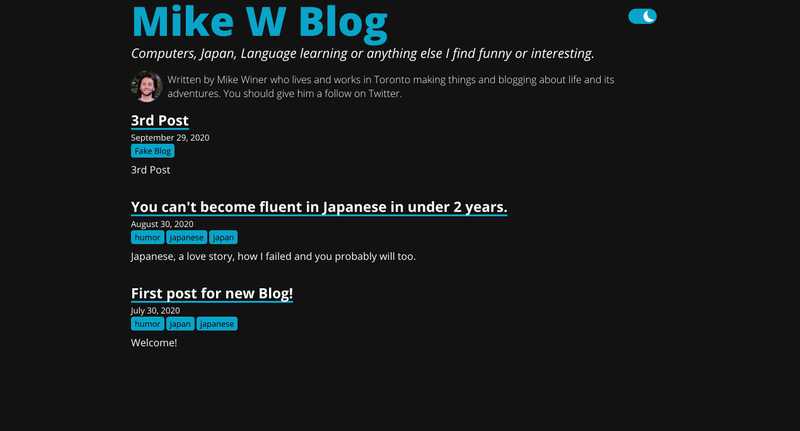 Mike W Blog
Computers, Japan, Language learning or anything else I find funny or interesting.
Written by Mike Winer who lives and works in Toronto making things and blogging about life and its
adventures. You should give him a follow on Twitter.
3rd Post
September 29, 2020
Fake Blog
3rd Post
You can't become fluent in Japanese in under 2 years.
August 30, 2020
humor japanese japan
Japanese, a love story, how I failed and you probably will too.
First post for new Blog!
July 30, 2020
humor japan japanese
Welcome!